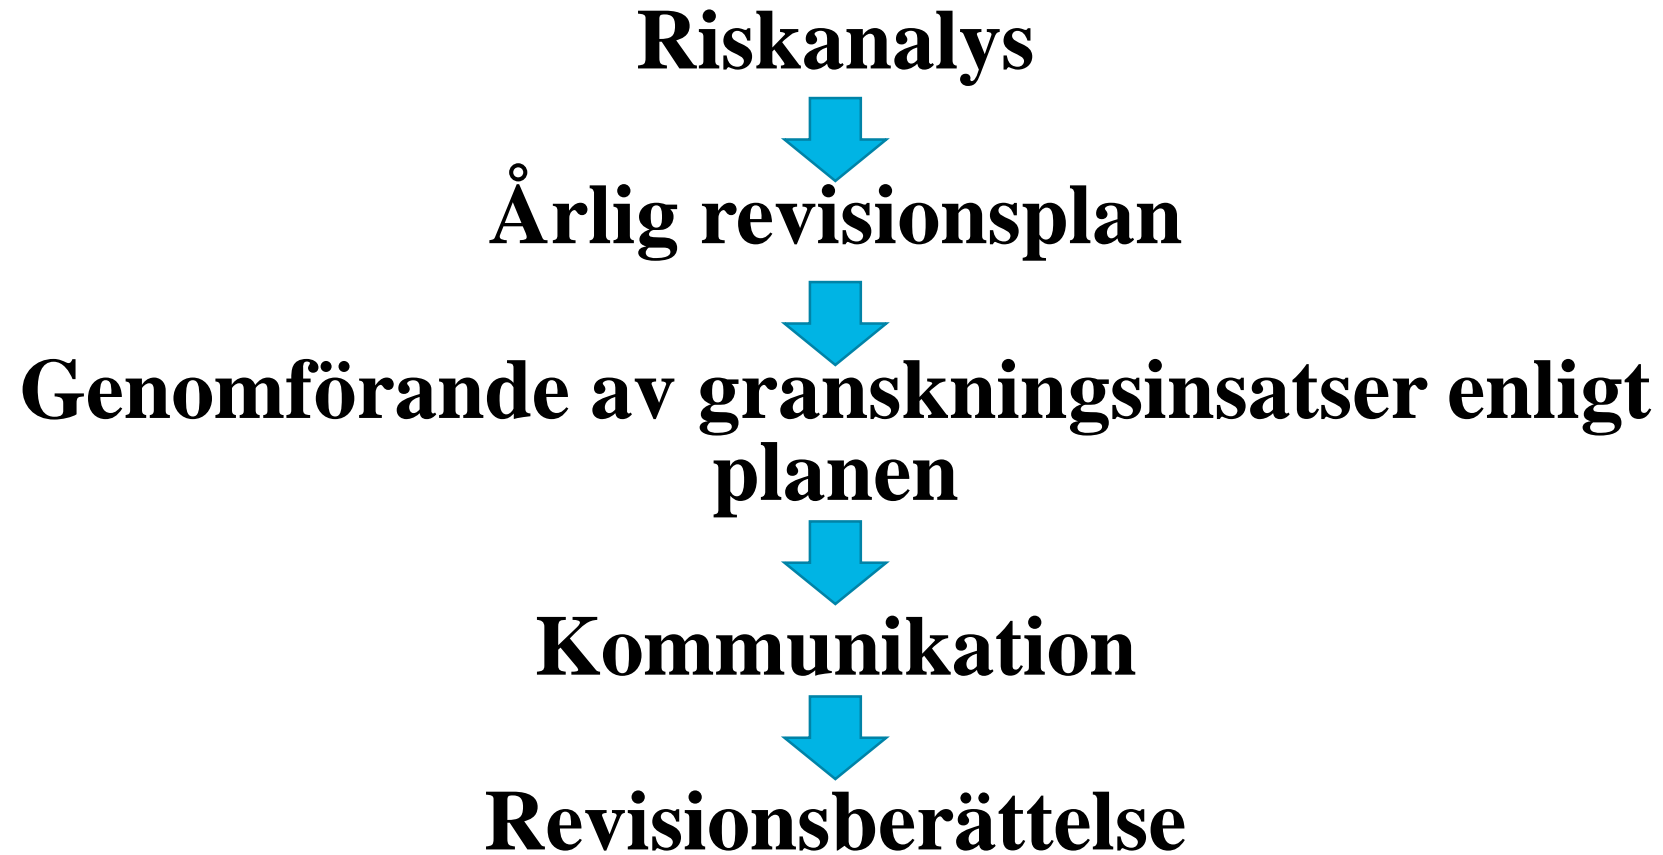 Riskanalys
Årlig revisionsplan
Genomförande av granskningsinsatser enligt
planen
Kommunikation
Revisionsberättelse